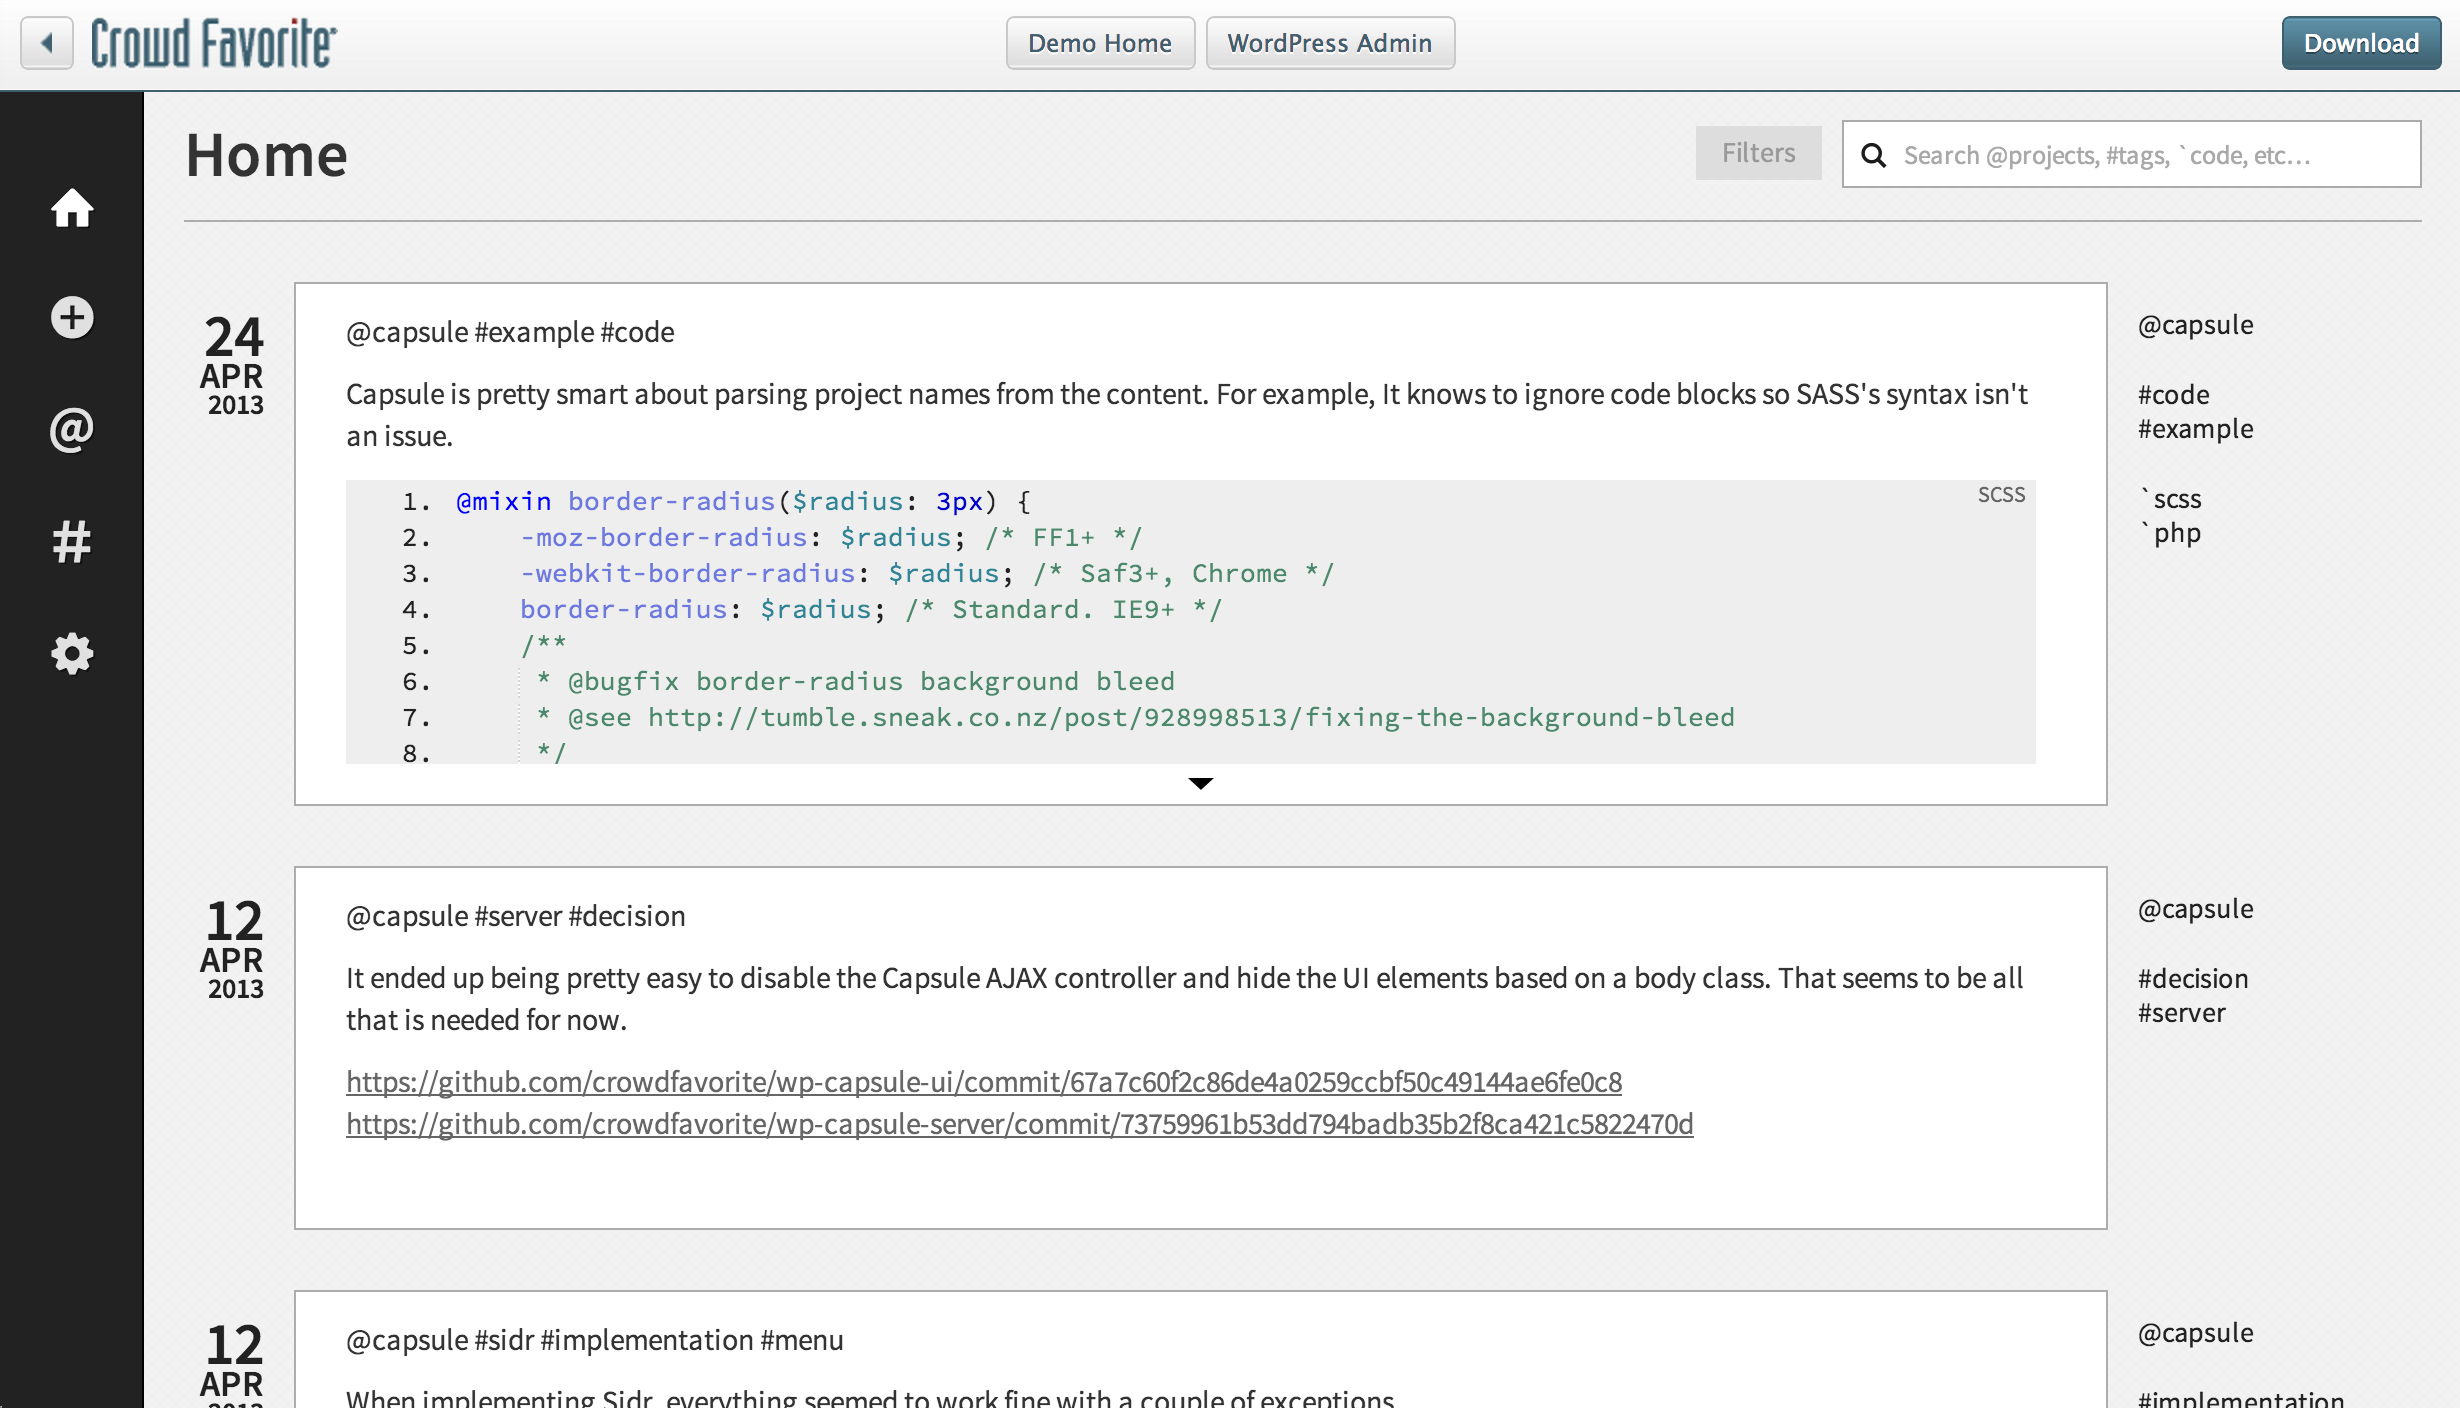 Crowd Favorite
Demo Home
WordPress Admin
Download
Home
Filters
Search @projects, #tags, `code, etc…
24
APR
2013
@capsule #example #code
Capsule is pretty smart about parsing project names from the content. For example, It knows to ignore code blocks so SASS's syntax isn't
an issue.
SCSS
1. @mixin border-radius($radius: 3px) {
2. -moz-border-radius: $radius; /* FF1+ */
3. -webkit-border-radius: $radius; /* Saf3+, Chrome */
4. border-radius: $radius; /* Standard. IE9+ */
5. /**
6. * @bugfix border-radius background bleed
7. * @see http://tumble.sneak.co.nz/post/928998513/fixing-the-background-bleed
8. */
@capsule
#code
#example
`scss
`php
12
APR
2013
@capsule #server #decision
It ended up being pretty easy to disable the Capsule AJAX controller and hide the UI elements based on a body class. That seems to be all
that is needed for now.
https://github.com/crowdfavorite/wp-capsule-ui/commit/67a7c60f2c86de4a0259ccbf50c49144ae6fe0c8
https://github.com/crowdfavorite/wp-capsule-server/commit/73759961b53dd794badb35b2f8ca421c5822470d
@capsule
#decision
#server
12
APR
2013
@capsule #sidr #implementation #menu
When implementing Sidr, everything seemed to work fine with a couple of exceptions
@capsule
#implementation